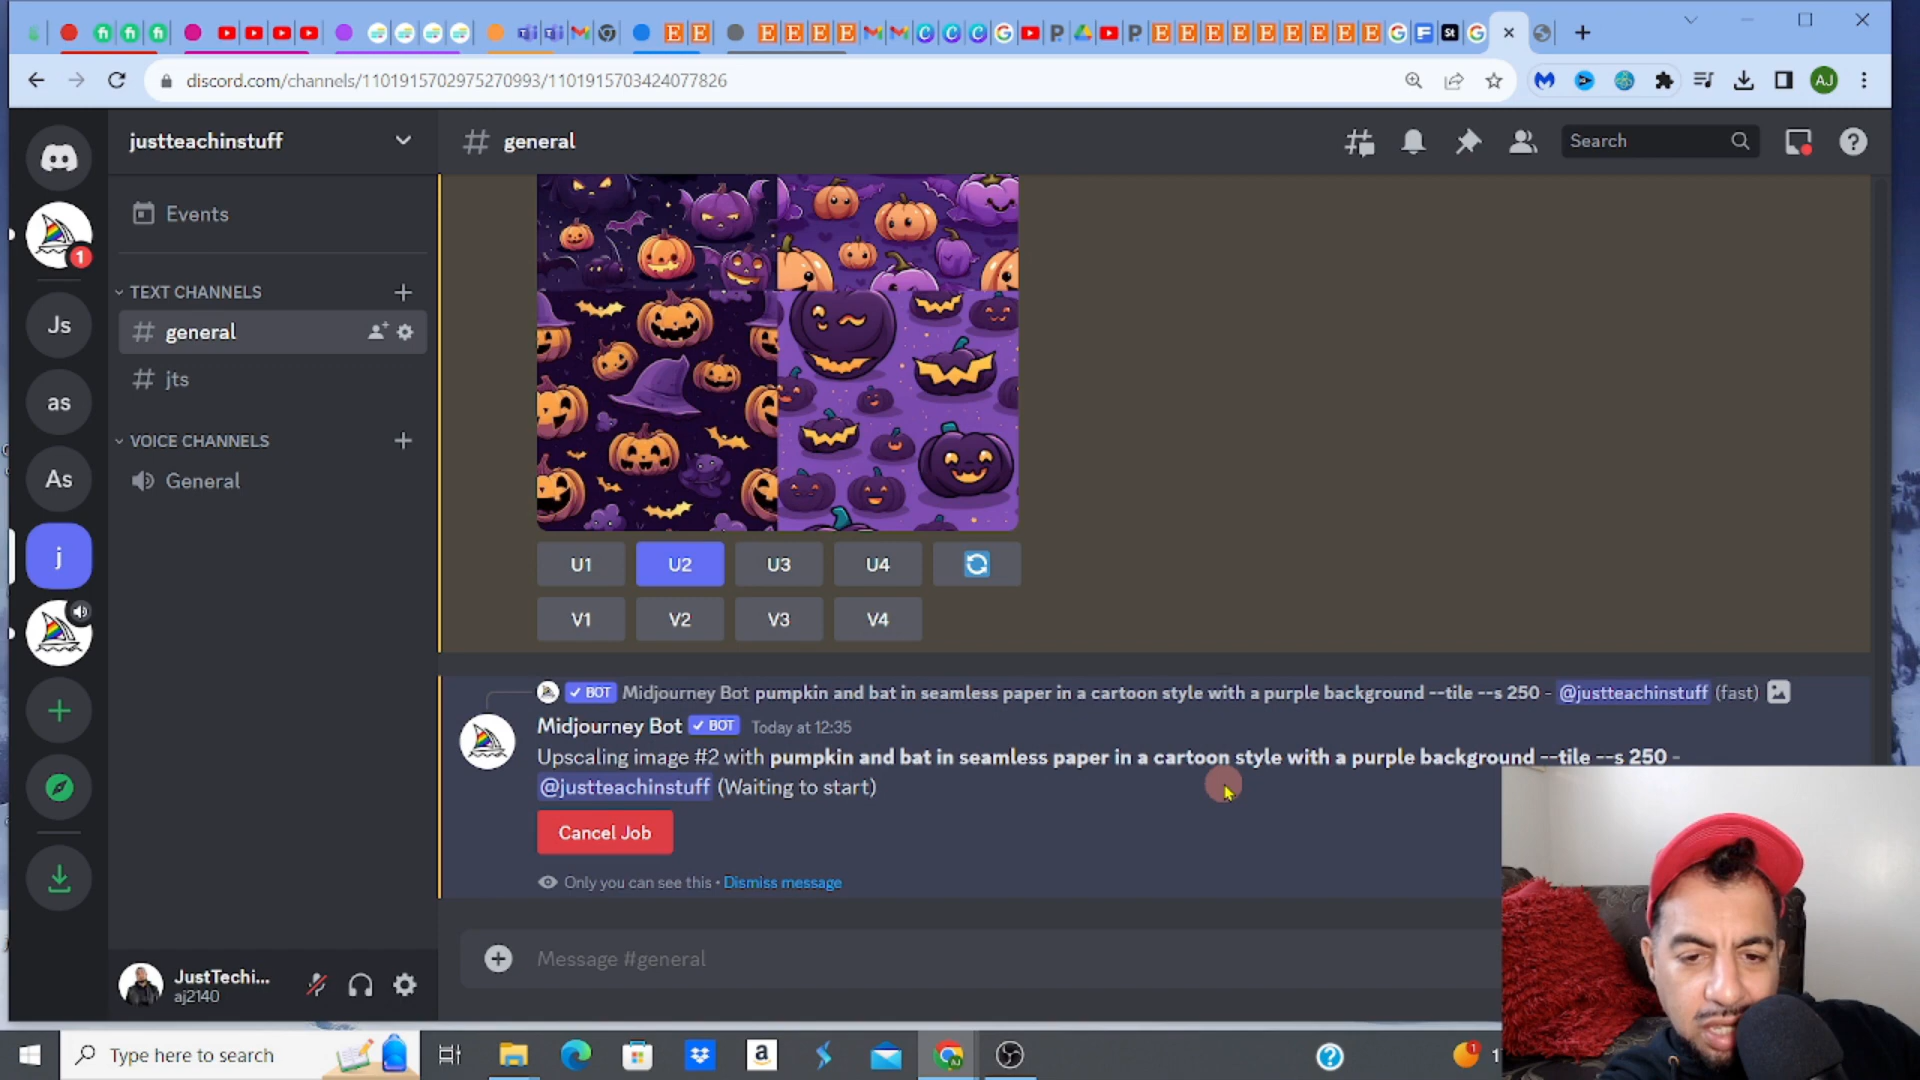 discord.com/channels/1101915702975270993/1101915703424077826
AJ
justteachinstuff
general
Search
Events
1
TEXT CHANNELS
general
jts
VOICE CHANNELS
General
Js
as
As
j
U1
U2
U3
U4
V1
V2
V3
V4
BOT Midjourney Bot pumpkin and bat in seamless paper in a cartoon style with a purple background --tile --s 250 - @justteachinstuff (fast)
Midjourney Bot BOT Today at 12:35
Upscaling image #2 with pumpkin and bat in seamless paper in a cartoon style with a purple background --tile --s 250 -
@justteachinstuff (Waiting to start)
Cancel Job
Only you can see this • Dismiss message
Message #general
JustTechi...
aj2140
Type here to search